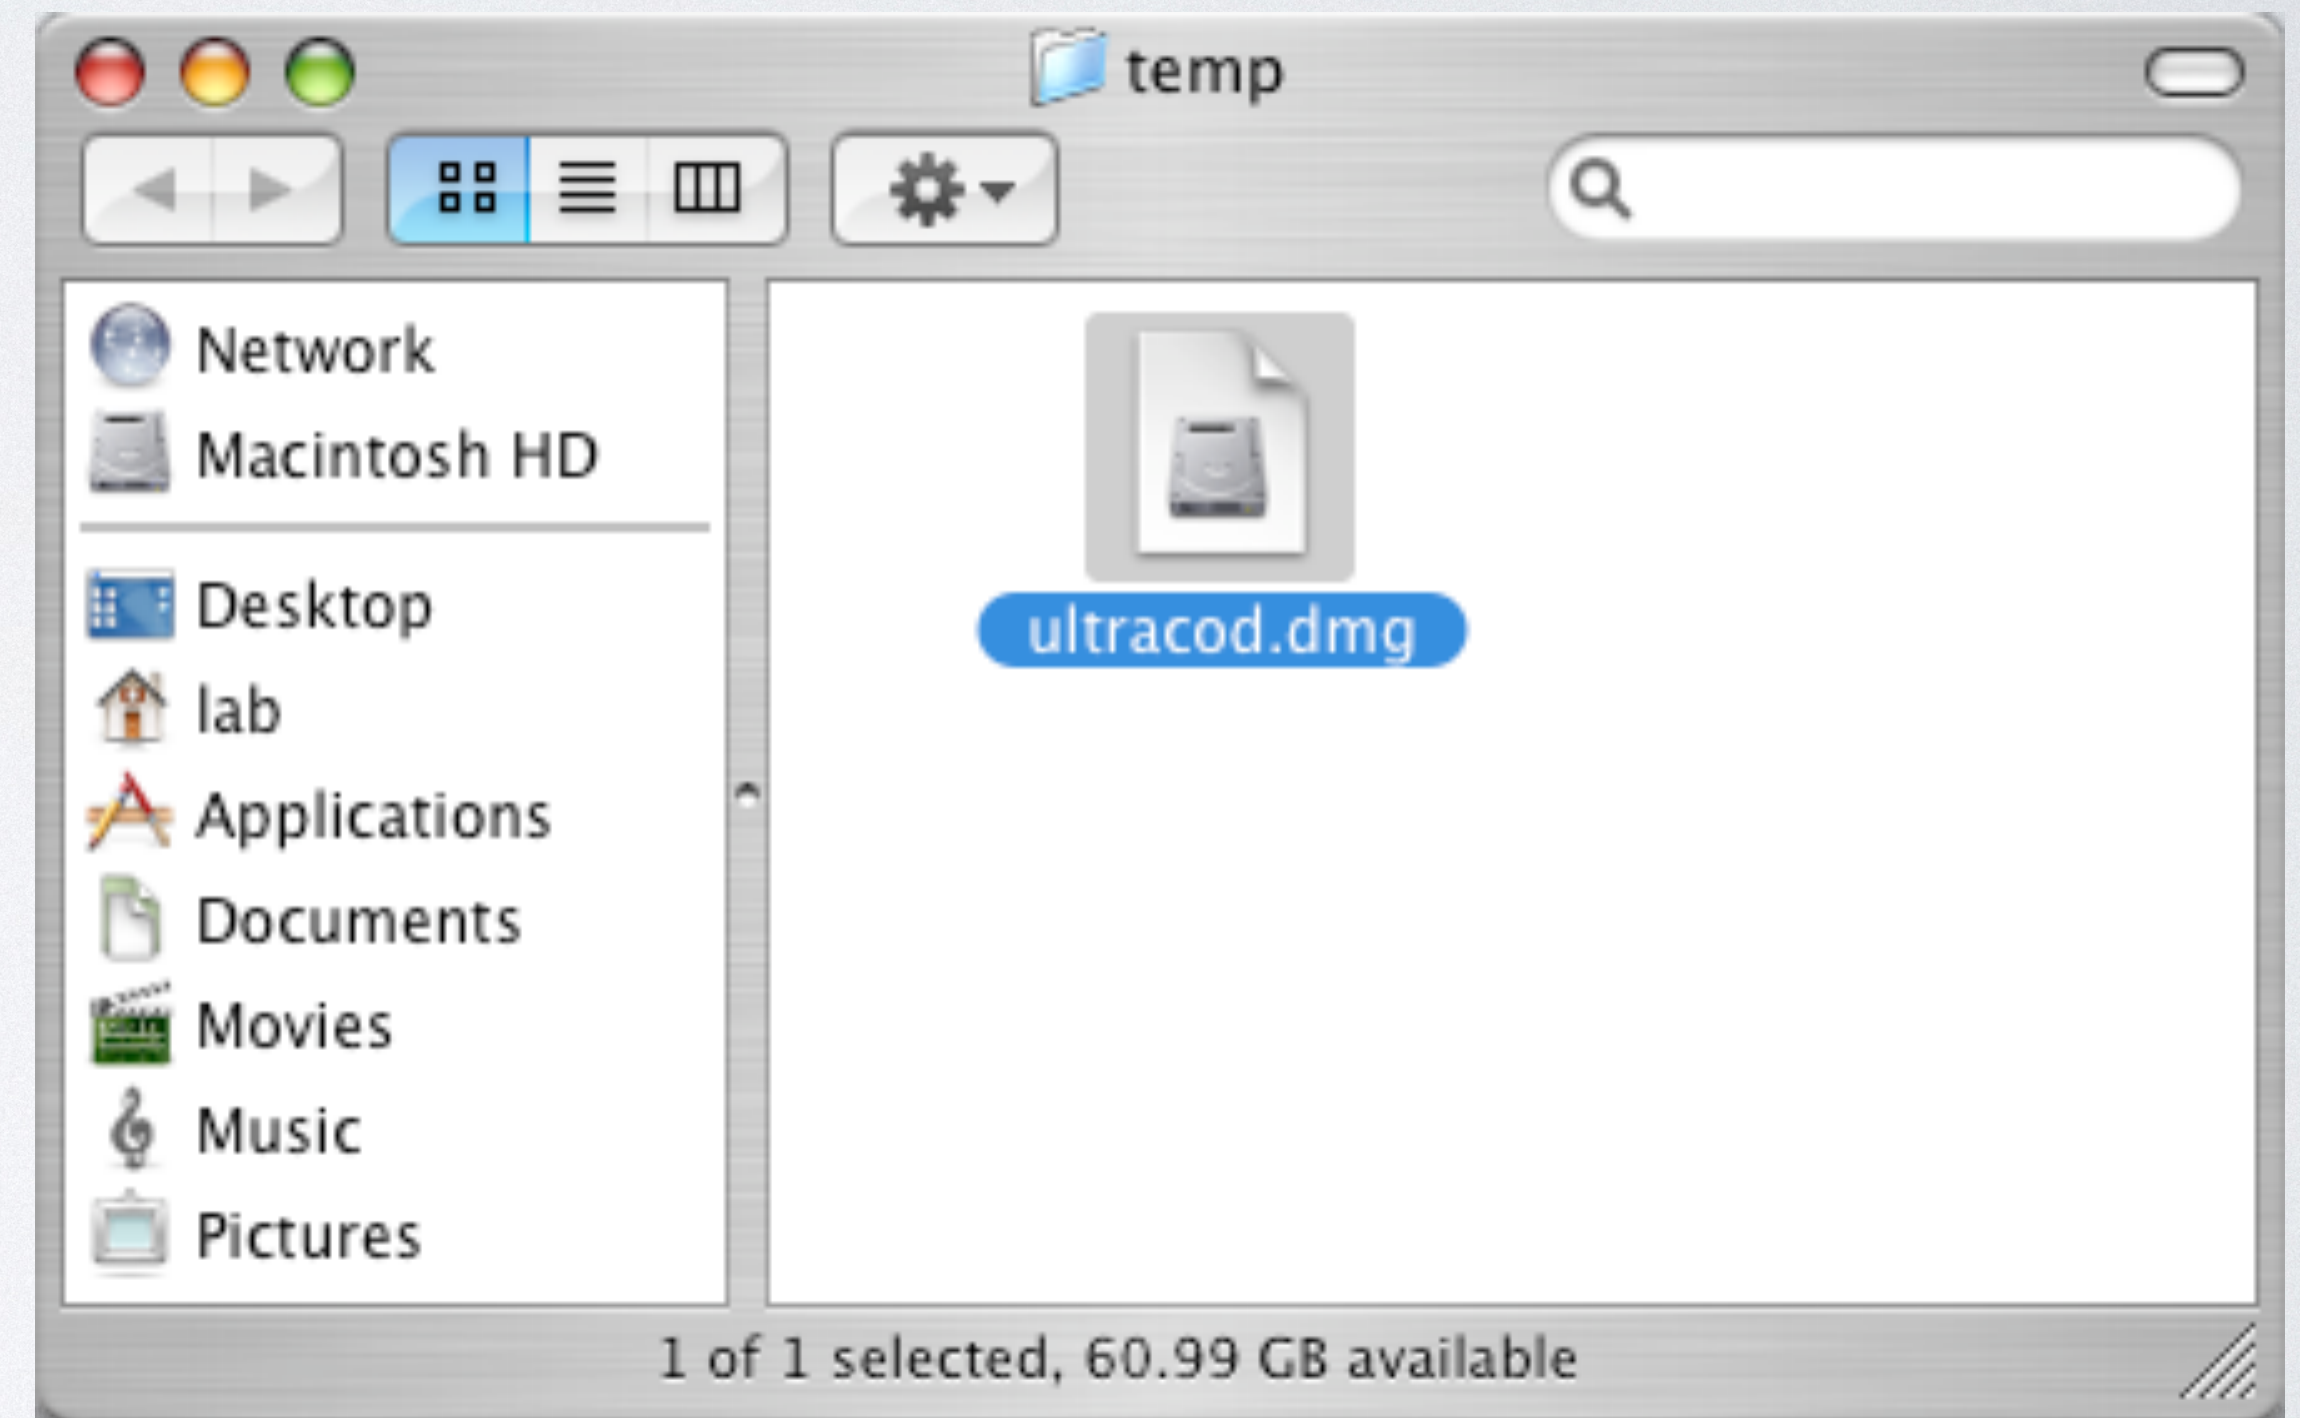 temp
Network
Macintosh HD
Desktop
lab
Applications
Documents
Movies
Music
Pictures
ultracod.dmg
1 of 1 selected, 60.99 GB available